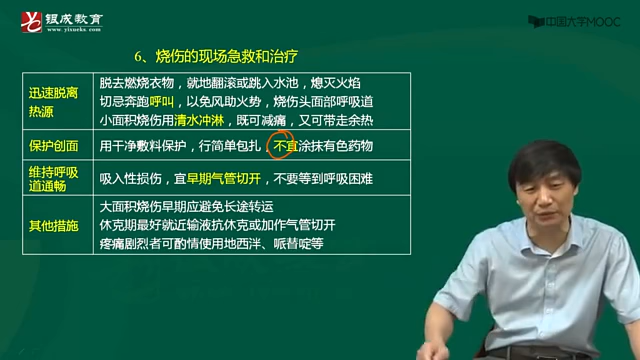 银成教育
www.yixueks.com
中国大学MOOC
6、烧伤的现场急救和治疗
迅速脱离
热源
脱去燃烧衣物，就地翻滚或跳入水池，熄灭火焰
切忌奔跑呼叫，以免风助火势，烧伤头面部呼吸道
小面积烧伤用清水冲淋，既可减痛，又可带走余热
保护创面
用干净敷料保护，行简单包扎，不宜涂抹有色药物
维持呼吸
道通畅
吸入性损伤，宜早期气管切开，不要等到呼吸困难
其他措施
大面积烧伤早期应避免长途转运
休克期最好就近输液抗休克或加作气管切开
疼痛剧烈者可酌情使用地西泮、哌替啶等